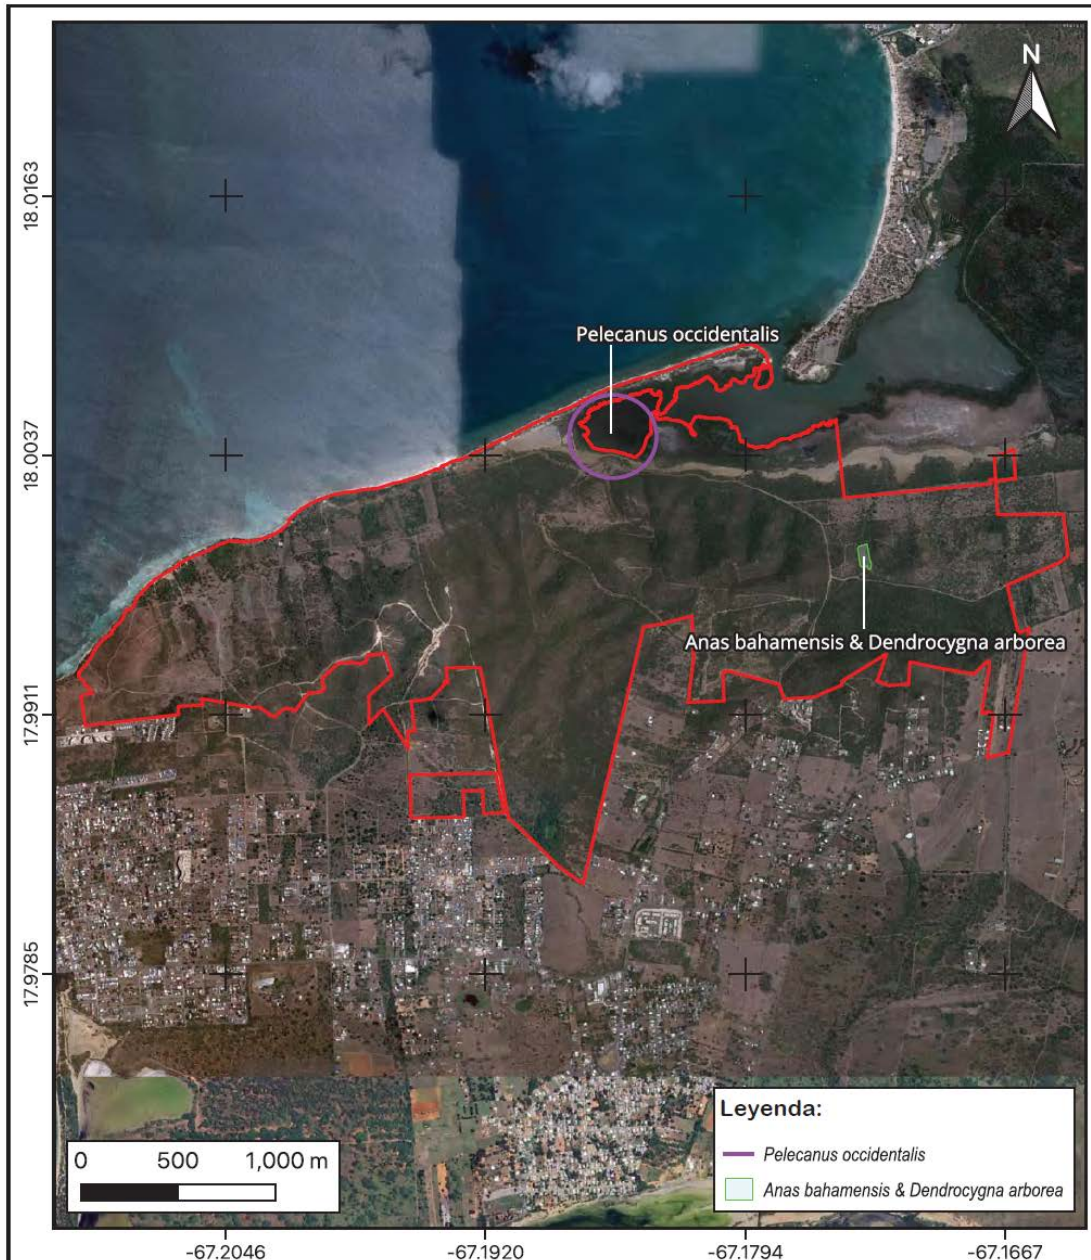 N
18.0163
Pelecanus occidentalis
18.0037
Anas bahamensis & Dendrocygna arborea
17.9911
17.9785
Leyenda:
Pelecanus occidentalis
Anas bahamensis & Dendrocygna arborea
0 500 1,000 m
-67.2046 -67.1920 -67.1794 -67.1667